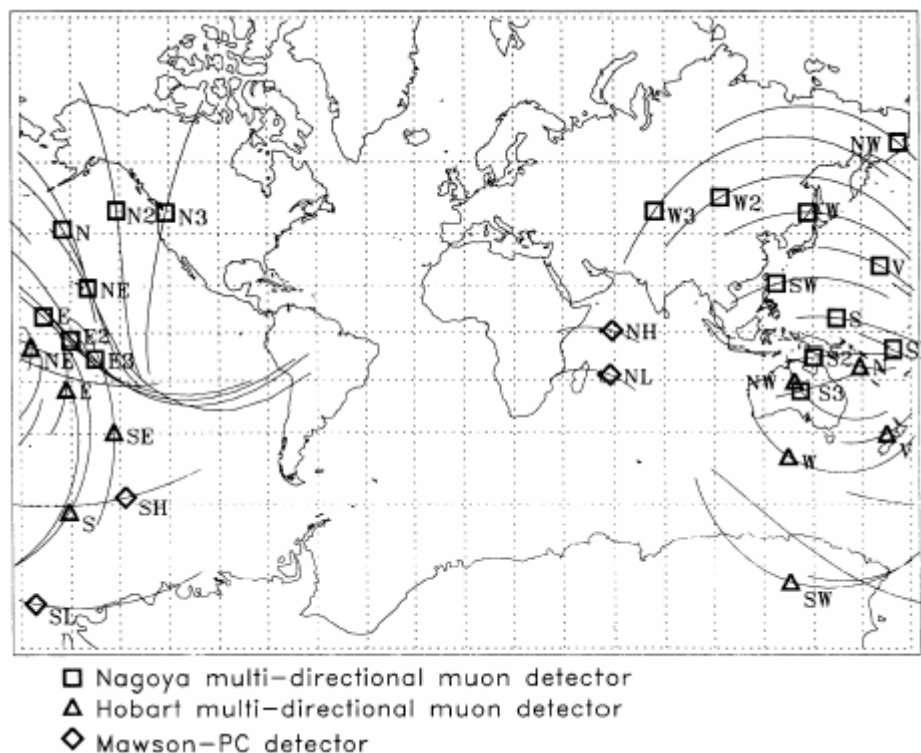 NW
N2 N3
W3 W2 W
N
V
NE
SW
E
S
E2
NH
NE E3
S2 S
N
NL
NW
E
S3
SE
V
W
SH
S
SW
SL
Nagoya multi-directional muon detector
Hobart multi-directional muon detector
Mawson-PC detector